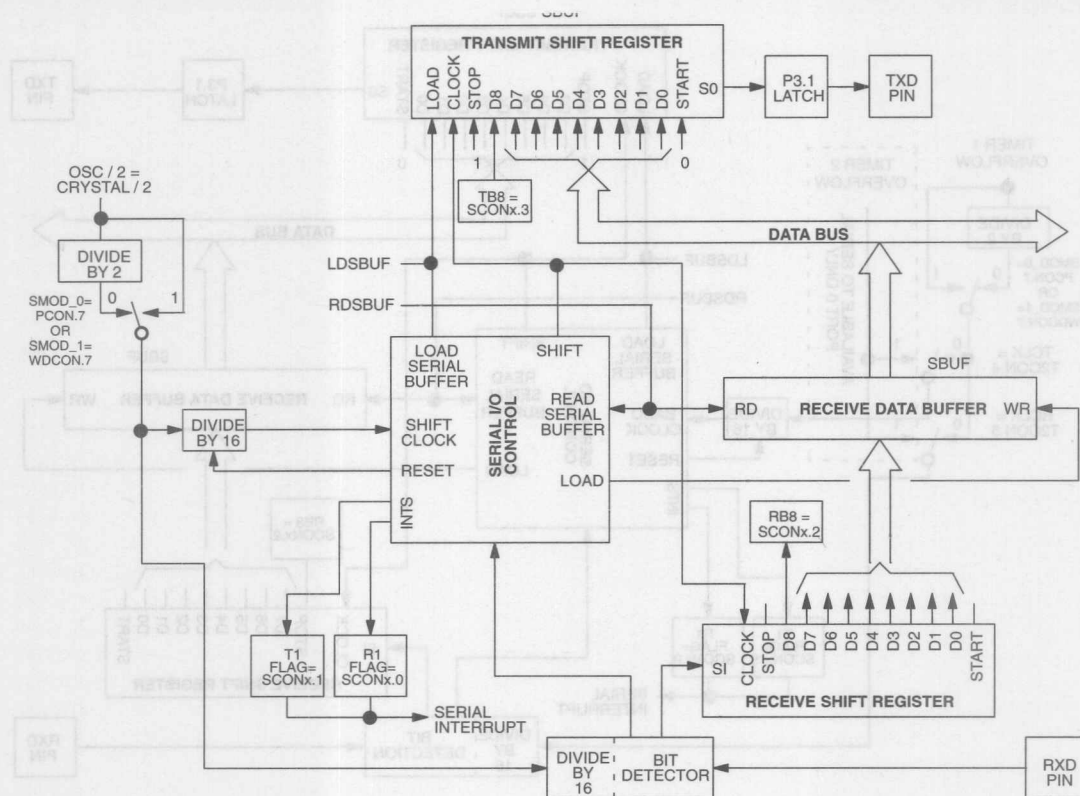 SBUF
TRANSMIT SHIFT REGISTER
LOAD
CLOCK
STOP
D8
D7
D6
D5
D4
D3
D2
D1
D0
START
S0
P3.1
LATCH
TXD
PIN
1
0
TB8 =
SCONx.3
OSC / 2 =
CRYSTAL / 2
DIVIDE
BY 2
0
1
SMOD_0=
PCON.7
OR
SMOD_1=
WDCON.7
DATA BUS
LDSBUF
RDSBUF
LOAD
SERIAL
BUFFER
SHIFT
READ
SERIAL
BUFFER
SHIFT
CLOCK
RESET
INTS
LOAD
SERIAL I/O
CONTROL
DIVIDE
BY 16
SBUF
RD
RECEIVE DATA BUFFER
WR
RB8 =
SCONx.2
T1
FLAG=
SCONx.1
R1
FLAG=
SCONx.0
SERIAL
INTERRUPT
CLOCK
STOP
D8
D7
D6
D5
D4
D3
D2
D1
D0
START
SI
RECEIVE SHIFT REGISTER
DIVIDE
BY
16
BIT
DETECTOR
RXD
PIN